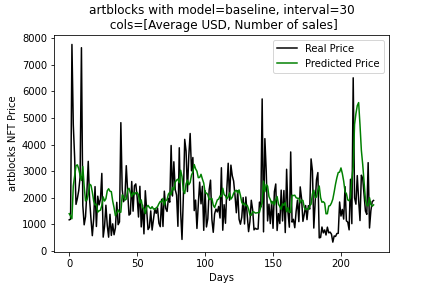 artblocks with model=baseline, interval=30
cols=[Average USD, Number of sales]
Real Price
Predicted Price
artblocks NFT Price
8000
7000
6000
5000
4000
3000
2000
1000
0
0 50 100 150 200
Days